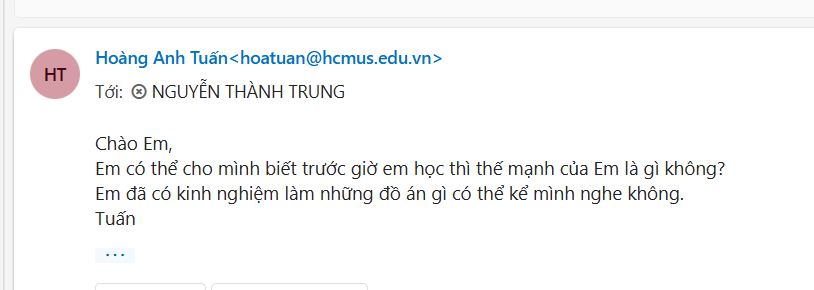 Hoàng Anh Tuấn<hoatuan@hcmus.edu.vn>
HT
Tới: NGUYỄN THÀNH TRUNG
Chào Em,
Em có thể cho mình biết trước giờ em học thì thế mạnh của Em là gì không?
Em đã có kinh nghiệm làm những đồ án gì có thể kể mình nghe không.
Tuấn
...